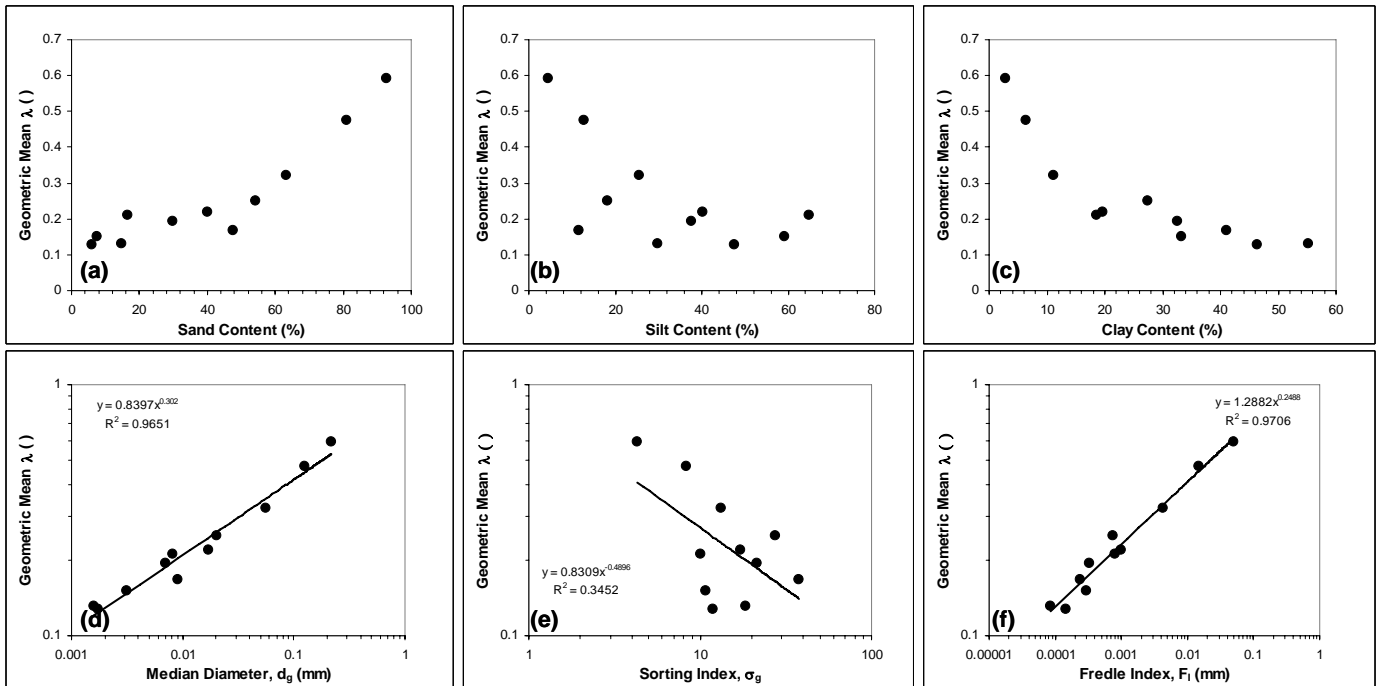 0.7
0.6
0.5
0.4
0.3
0.2
0.1
0
Geometric Mean λ ( )
(a)
0 20 40 60 80 100
Sand Content (%)
0.7
0.6
0.5
0.4
0.3
0.2
0.1
0
Geometric Mean λ ( )
(b)
0 20 40 60 80
Silt Content (%)
0.7
0.6
0.5
0.4
0.3
0.2
0.1
0
Geometric Mean λ ( )
(c)
0 10 20 30 40 50 60
Clay Content (%)
1
y = 0.8397x^0.302
R² = 0.9651
Geometric Mean λ ( )
(d)
0.1
0.001 0.01 0.1 1
Median Diameter, d_g (mm)
1
Geometric Mean λ ( )
y = 0.8309x^-0.4896
R² = 0.3452
(e)
0.1
1 10 100
Sorting Index, σ_g
1
y = 1.2882x^0.2488
R² = 0.9706
Geometric Mean λ ( )
(f)
0.1
0.00001 0.0001 0.001 0.01 0.1 1
Fredle Index, F_I (mm)